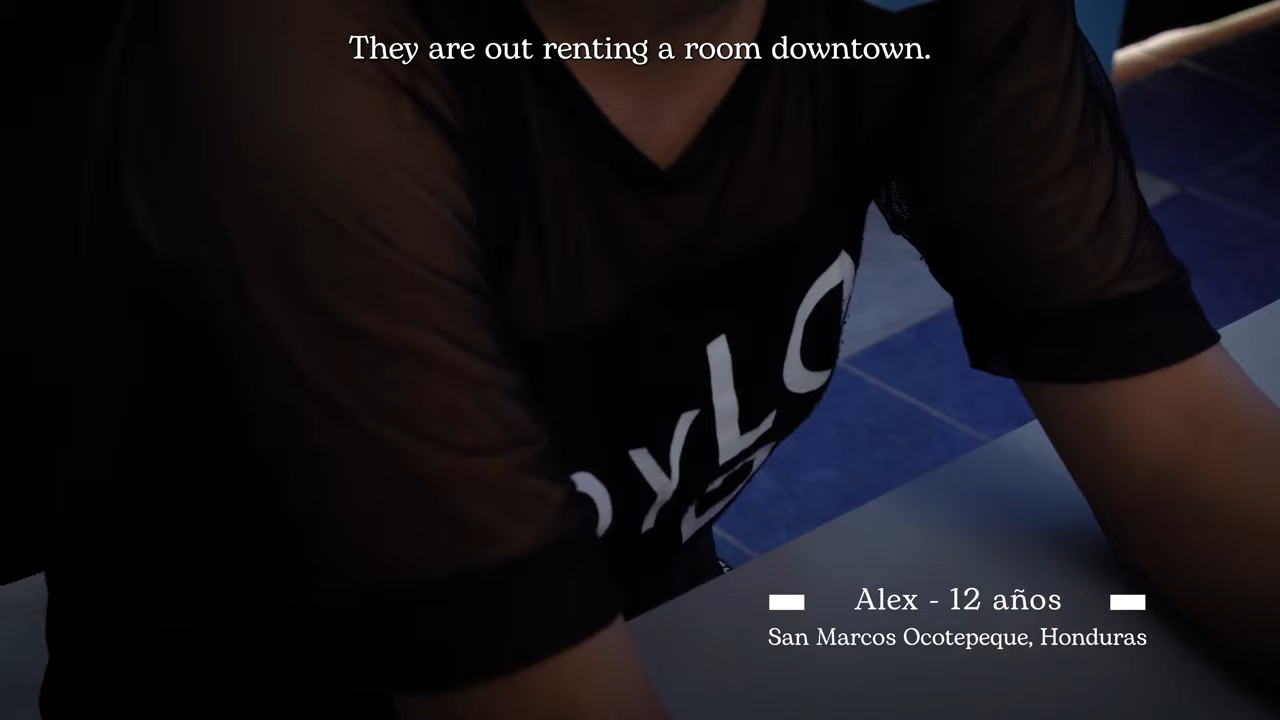 They are out renting a room downtown.
Alex - 12 años
San Marcos Ocotepeque, Honduras